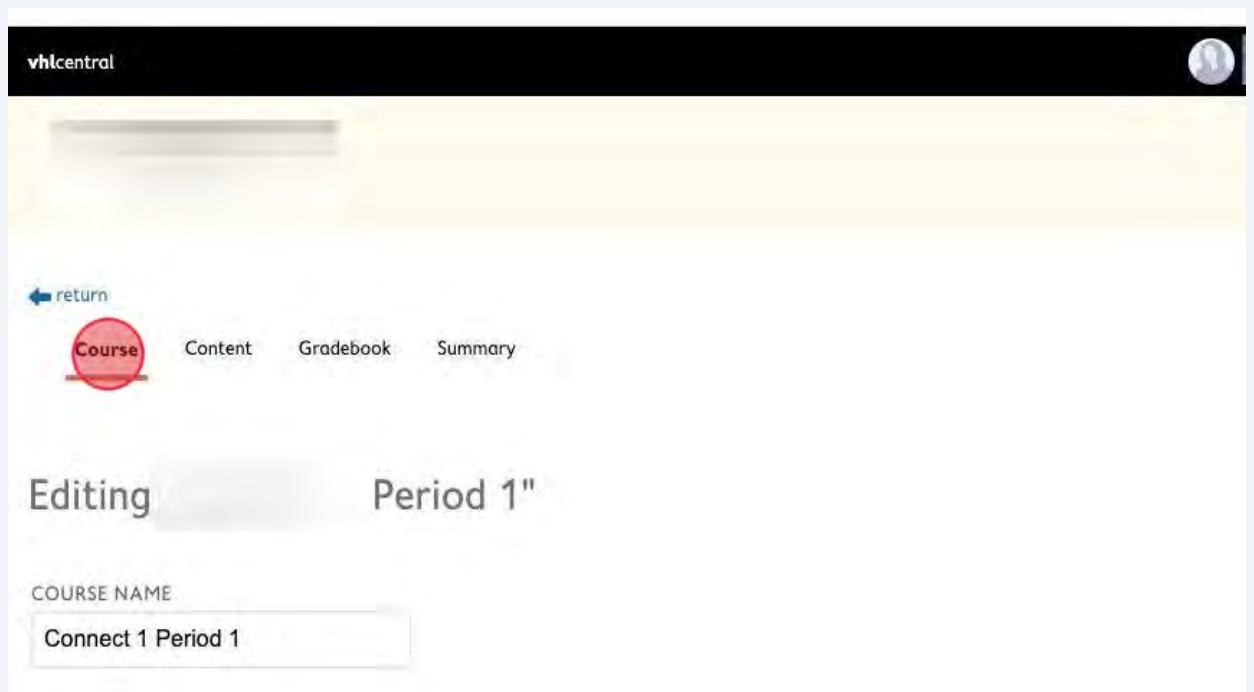 vhlcentral
return
Course Content Gradebook Summary
Editing Period 1"
COURSE NAME
Connect 1 Period 1